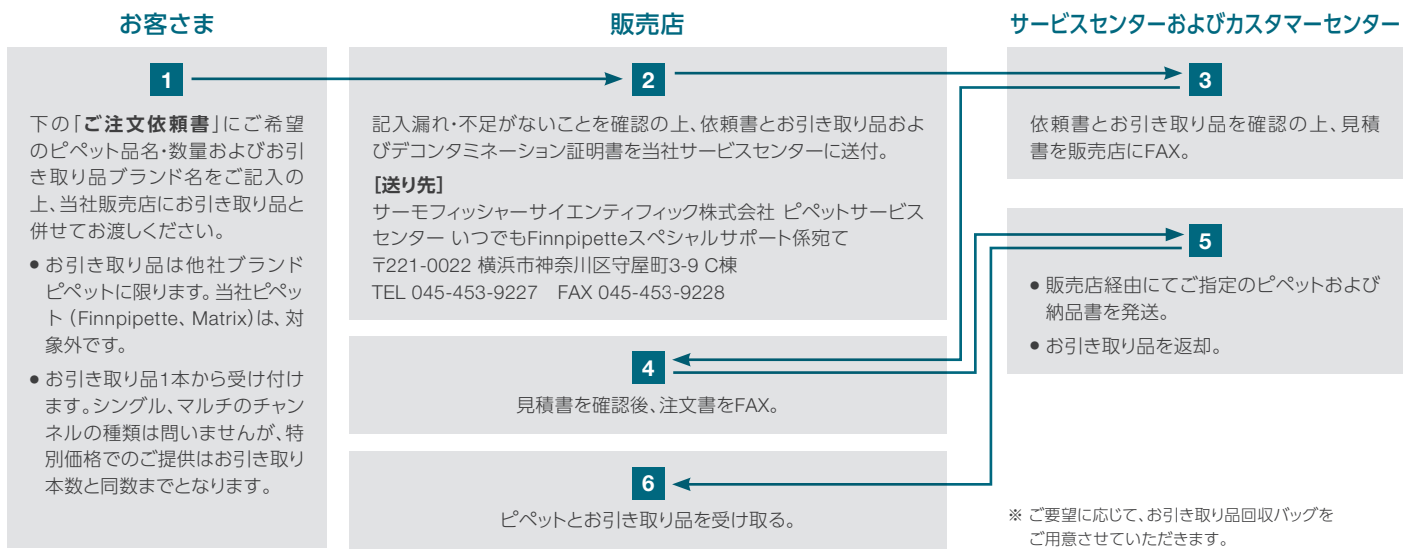 お客さま
1
下の「ご注文依頼書」にご希望
のピペット品名・数量およびお引
き取り品ブランド名をご記入の
上、当社販売店にお引き取り品と
併せてお渡しください。
● お引き取り品は他社ブランド
ピペットに限ります。当社ピペッ
ト（Finnpipette、Matrix）は、対
象外です。
● お引き取り品1本から受け付け
ます。シングル、マルチのチャン
ネルの種類は問いませんが、特
別価格でのご提供はお引き取り
本数と同数までとなります。
販売店
2
記入漏れ・不足がないことを確認の上、依頼書とお引き取り品およ
びデコンタミネーション証明書を当社サービスセンターに送付。
[送り先]
サーモフィッシャーサイエンティフィック株式会社 ピペットサービス
センター いつでもFinnpipetteスペシャルサポート係宛て
〒221-0022 横浜市神奈川区守屋町3-9 C棟
TEL 045-453-9227 FAX 045-453-9228
サービスセンターおよびカスタマーセンター
3
依頼書とお引き取り品を確認の上、見積
書を販売店にFAX。
4
見積書を確認後、注文書をFAX。
5
● 販売店経由にてご指定のピペットおよび
納品書を発送。
● お引き取り品を返却。
6
ピペットとお引き取り品を受け取る。
※ ご要望に応じて、お引き取り品回収バッグを
ご用意させていただきます。